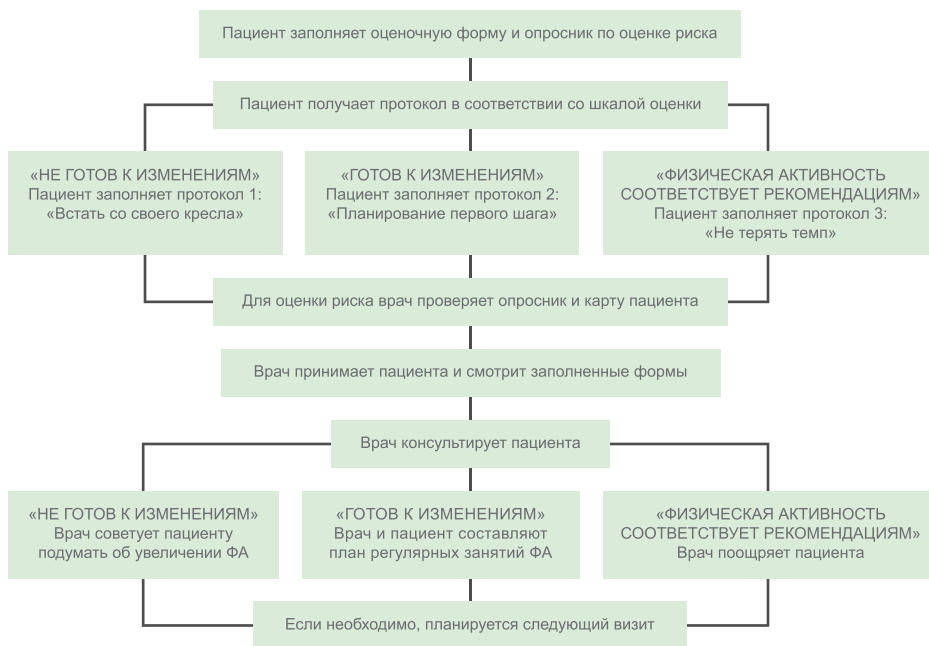 Пациент заполняет оценочную форму и опросник по оценке риска
Пациент получает протокол в соответствии со шкалой оценки
«НЕ ГОТОВ К ИЗМЕНЕНИЯМ»
Пациент заполняет протокол 1:
«Встать со своего кресла»
«ГОТОВ К ИЗМЕНЕНИЯМ»
Пациент заполняет протокол 2:
«Планирование первого шага»
«ФИЗИЧЕСКАЯ АКТИВНОСТЬ
СООТВЕТСТВУЕТ РЕКОМЕНДАЦИЯМ»
Пациент заполняет протокол 3:
«Не терять темп»
Для оценки риска врач проверяет опросник и карту пациента
Врач принимает пациента и смотрит заполненные формы
Врач консультирует пациента
«НЕ ГОТОВ К ИЗМЕНЕНИЯМ»
Врач советует пациенту
подумать об увеличении ФА
«ГОТОВ К ИЗМЕНЕНИЯМ»
Врач и пациент составляют
план регулярных занятий ФА
«ФИЗИЧЕСКАЯ АКТИВНОСТЬ
СООТВЕТСТВУЕТ РЕКОМЕНДАЦИЯМ»
Врач поощряет пациента
Если необходимо, планируется следующий визит